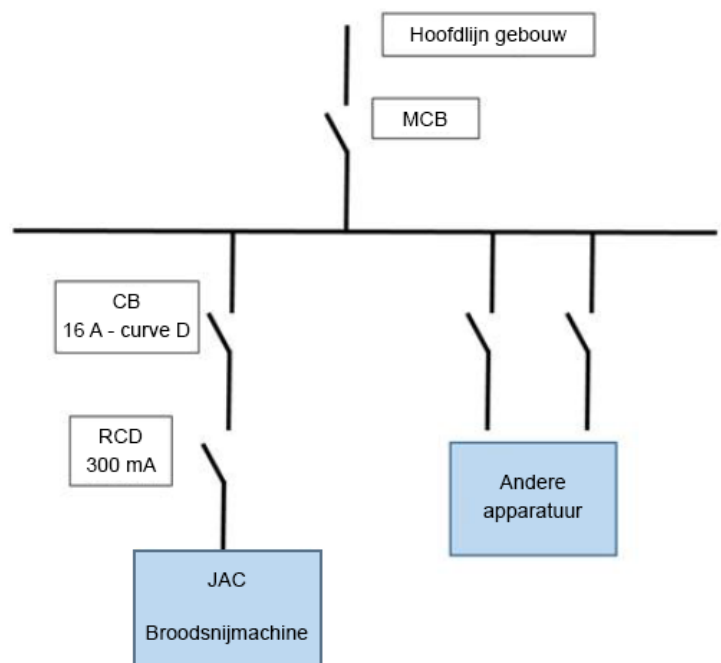 Hoofdlijn gebouw
MCB
CB
16 A - curve D
RCD
300 mA
Andere
apparatuur
JAC
Broodsnijmachine